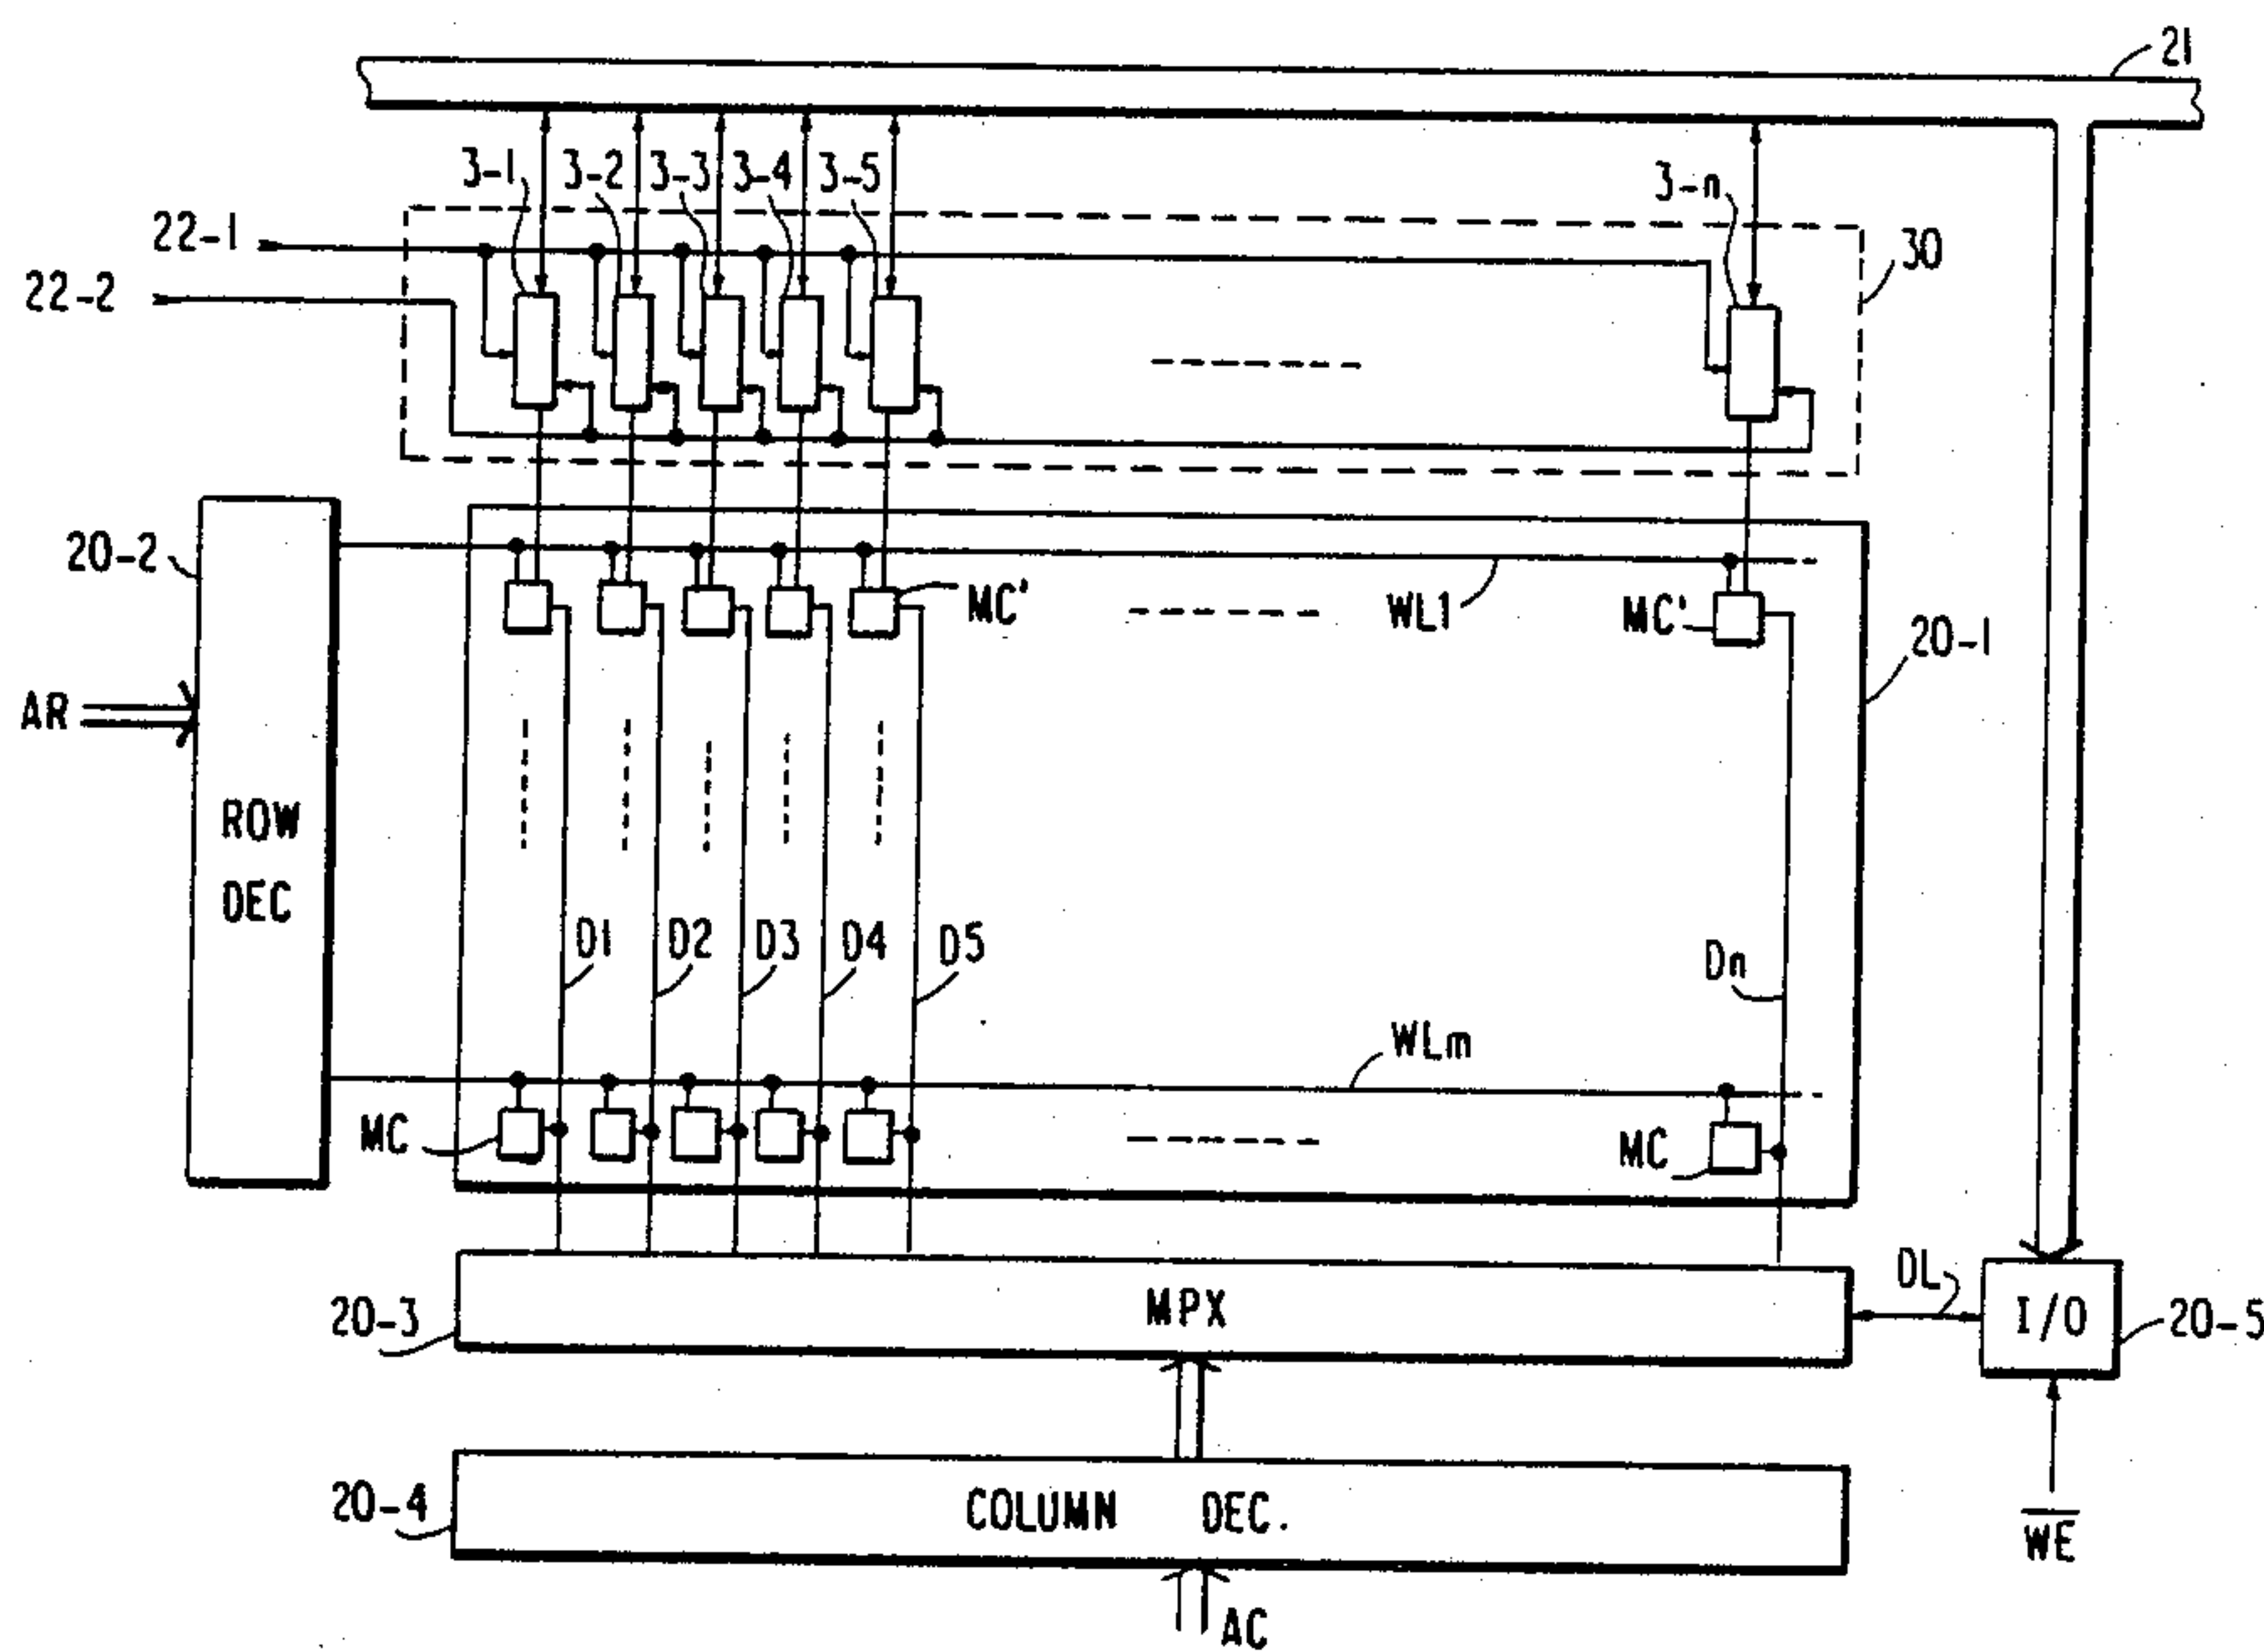 21
3-1 3-2 3-3 3-4 3-5 3-n
22-1
30
22-2
20-2
MC' WL1 MC' 20-1
AR
ROW
DEC
D1 D2 D3 D4 D5 Dn
WLm
MC MC
DL
20-3 MPX I/O 20-5
20-4 COLUMN DEC. WE
AC